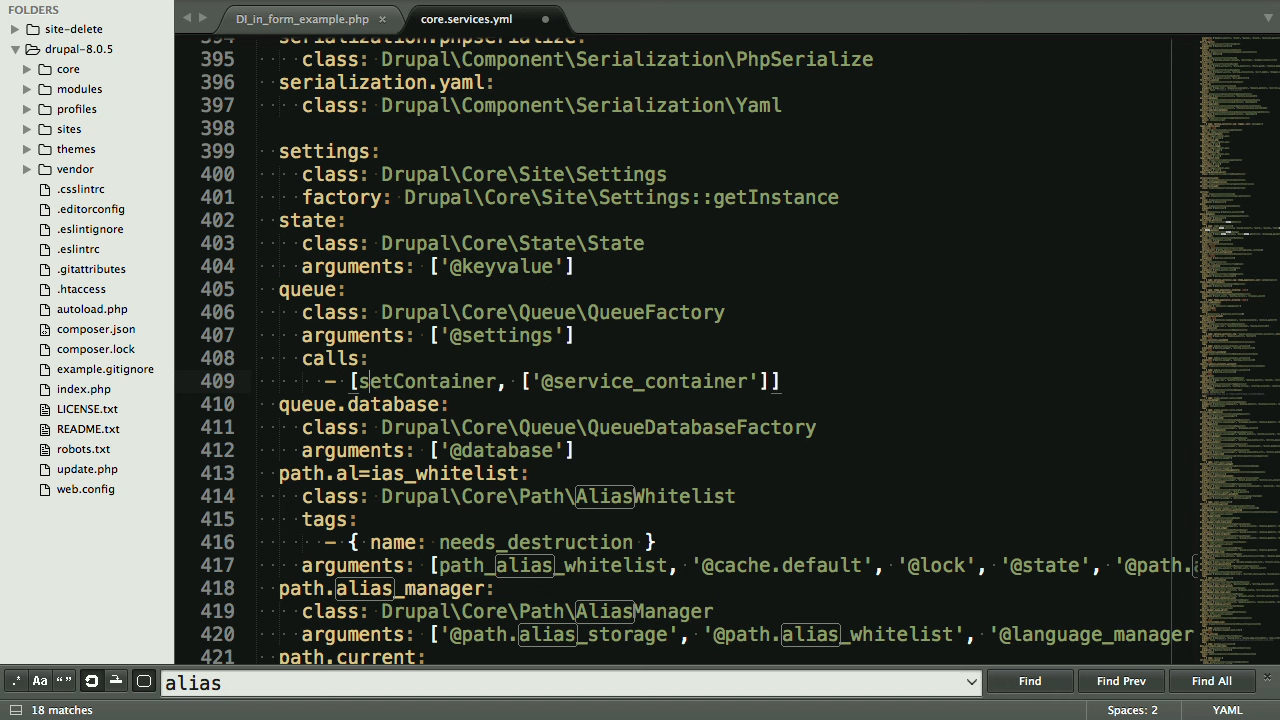 FOLDERS
site-delete
drupal-8.0.5
core
modules
profiles
sites
themes
vendor
.csslintrc
.editorconfig
.eslintignore
.eslintrc
.gitattributes
.htaccess
autoload.php
composer.json
composer.lock
example.gitignore
index.php
LICENSE.txt
README.txt
robots.txt
update.php
web.config
DI_in_form_example.php ×
core.services.yml
394 serialization.phpserialize:
395 class: Drupal\Component\Serialization\PhpSerialize
396 serialization.yaml:
397 class: Drupal\Component\Serialization\Yaml
398
399 settings:
400 class: Drupal\Core\Site\Settings
401 factory: Drupal\Core\Site\Settings::getInstance
402 state:
403 class: Drupal\Core\State\State
404 arguments: ['@keyvalue']
405 queue:
406 class: Drupal\Core\Queue\QueueFactory
407 arguments: ['@settings']
408 calls:
409 - [setContainer, ['@service_container']]
410 queue.database:
411 class: Drupal\Core\Queue\QueueDatabaseFactory
412 arguments: ['@database']
413 path.al=ias_whitelist:
414 class: Drupal\Core\Path\AliasWhitelist
415 tags:
416 - { name: needs_destruction }
417 arguments: [path_alias_whitelist, '@cache.default', '@lock', '@state', '@path.
418 path.alias_manager:
419 class: Drupal\Core\Path\AliasManager
420 arguments: ['@path.alias_storage', '@path.alias_whitelist', '@language_manager
421 path.current:
.* Aa “” alias Find Find Prev Find All ×
18 matches Spaces: 2 YAML